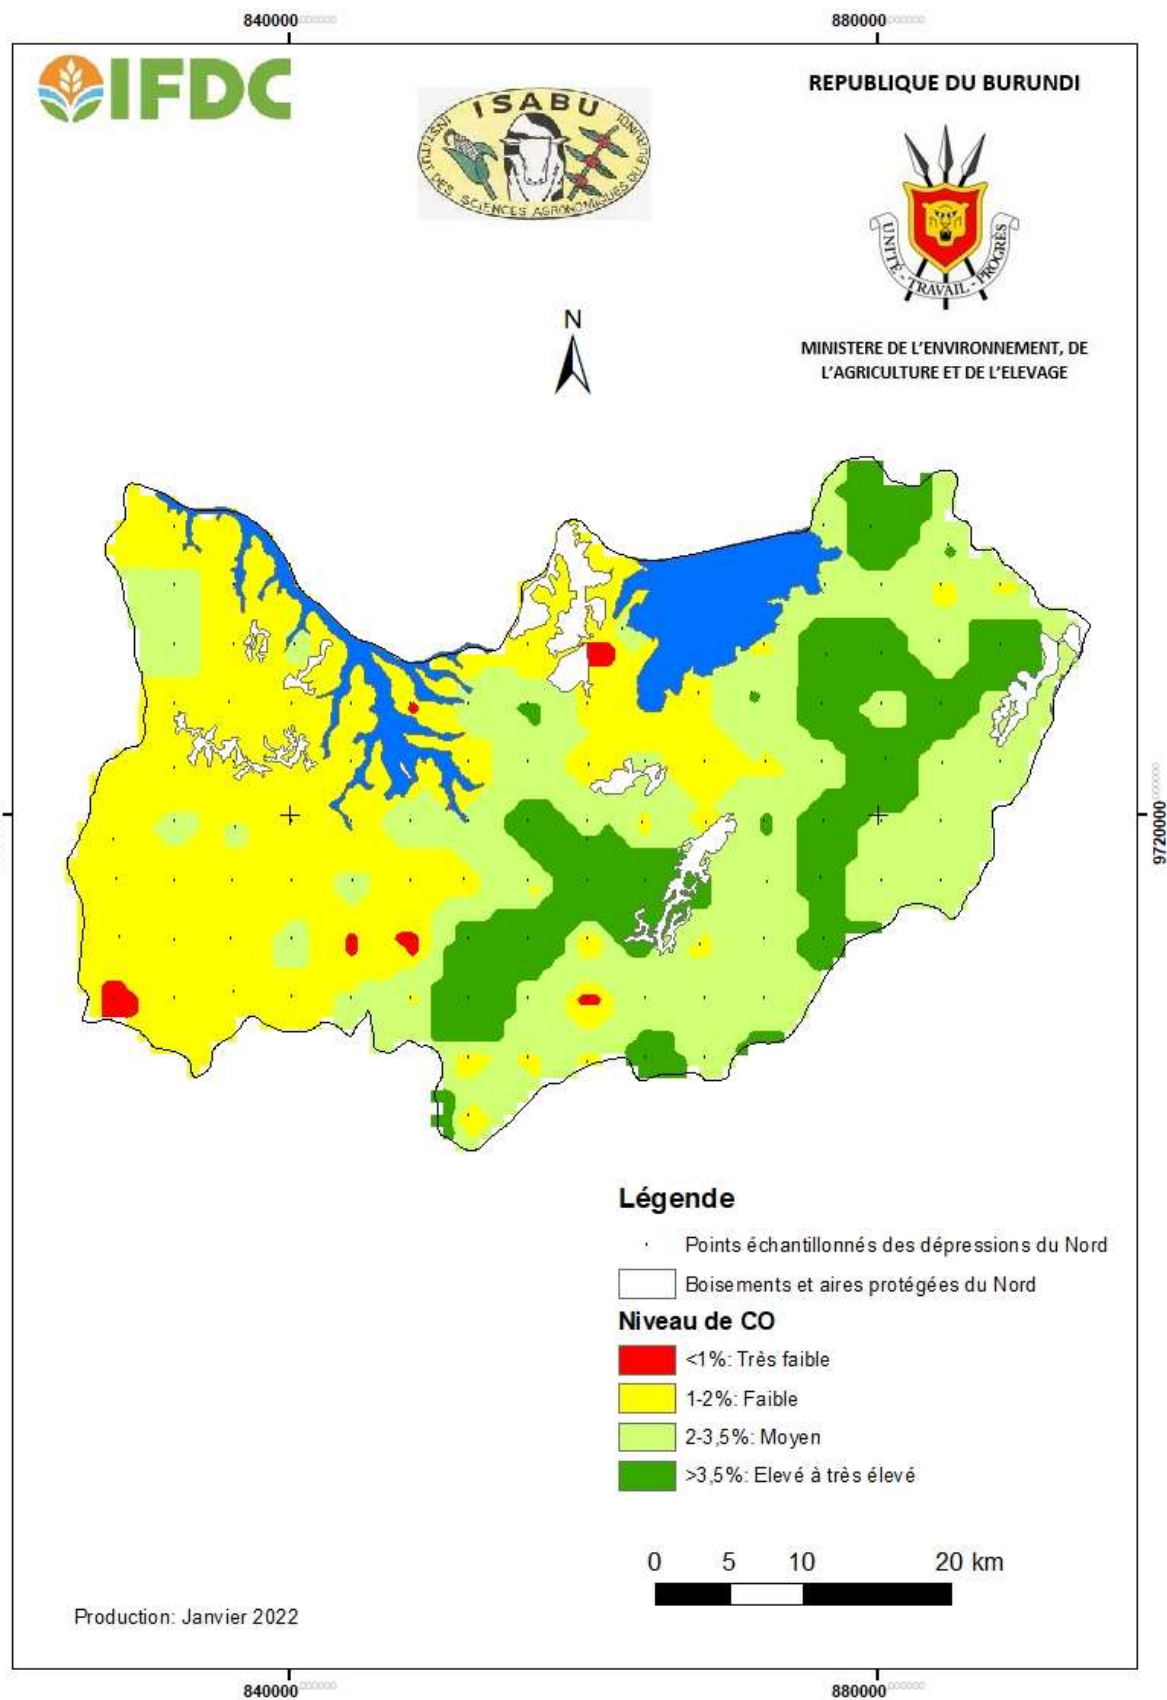 840000
880000
IFDC
ISABU
INSTITUT DES SCIENCES AGRONOMIQUES DU BURUNDI
REPUBLIQUE DU BURUNDI
UNITÉ - TRAVAIL - PROGRÈS
MINISTERE DE L'ENVIRONNEMENT, DE
L'AGRICULTURE ET DE L'ELEVAGE
N
9720000
Légende
Points échantillonnés des dépressions du Nord
Boisements et aires protégées du Nord
Niveau de CO
<1%: Très faible
1-2%: Faible
2-3,5%: Moyen
>3,5%: Elevé à très élevé
0 5 10 20 km
Production: Janvier 2022
840000
880000